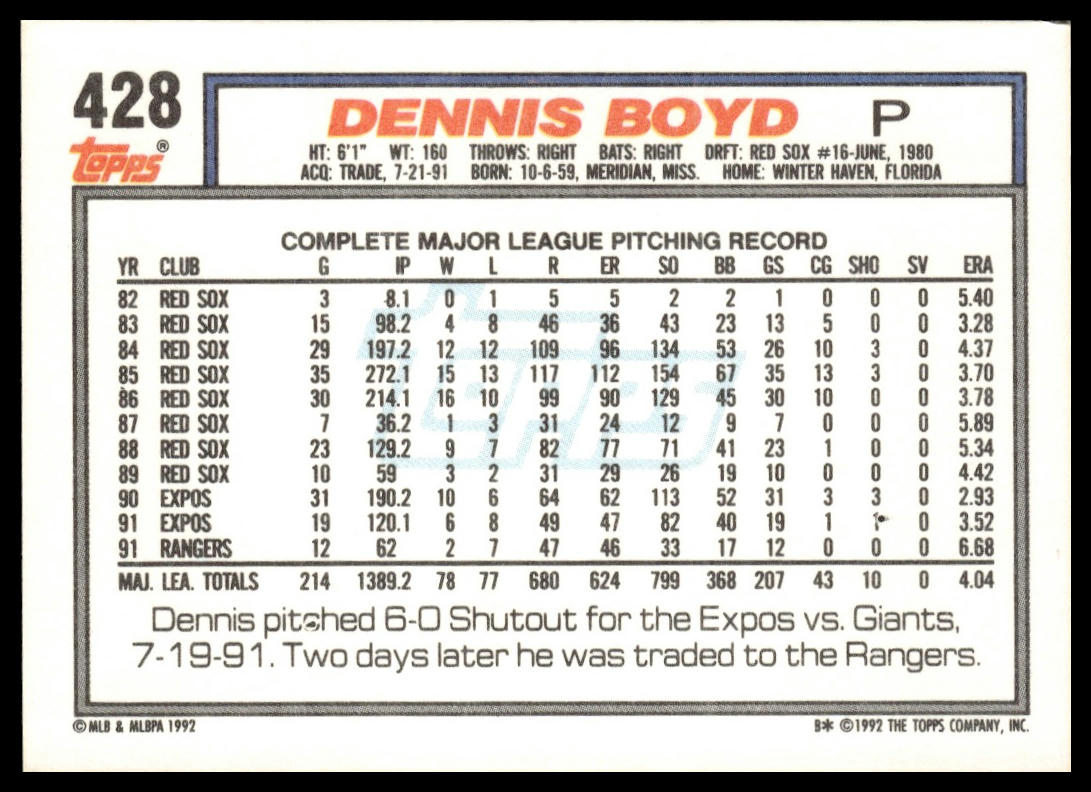 428
Topps®
DENNIS BOYD P
HT: 6'1" WT: 160 THROWS: RIGHT BATS: RIGHT DRFT: RED SOX #16-JUNE, 1980
ACQ: TRADE, 7-21-91 BORN: 10-6-59, MERIDIAN, MISS. HOME: WINTER HAVEN, FLORIDA
COMPLETE MAJOR LEAGUE PITCHING RECORD
YR CLUB G IP W L R ER SO BB GS CG SHO SV ERA
82 RED SOX 3 8.1 0 1 5 5 2 2 1 0 0 0 5.40
83 RED SOX 15 98.2 4 8 46 36 43 23 13 5 0 0 3.28
84 RED SOX 29 197.2 12 12 109 96 134 53 26 10 3 0 4.37
85 RED SOX 35 272.1 15 13 117 112 154 67 35 13 3 0 3.70
86 RED SOX 30 214.1 16 10 99 90 129 45 30 10 0 0 3.78
87 RED SOX 7 36.2 1 3 31 24 12 9 7 0 0 0 5.89
88 RED SOX 23 129.2 9 7 82 77 71 41 23 1 0 0 5.34
89 RED SOX 10 59 3 2 31 29 26 19 10 0 0 0 4.42
90 EXPOS 31 190.2 10 6 64 62 113 52 31 3 3 0 2.93
91 EXPOS 19 120.1 6 8 49 47 82 40 19 1 1 0 3.52
91 RANGERS 12 62 2 7 47 46 33 17 12 0 0 0 6.68
MAJ. LEA. TOTALS 214 1389.2 78 77 680 624 799 368 207 43 10 0 4.04
Topps
Dennis pitched 6-0 Shutout for the Expos vs. Giants,
7-19-91. Two days later he was traded to the Rangers.
© MLB & MLBPA 1992
B* © 1992 THE TOPPS COMPANY, INC.